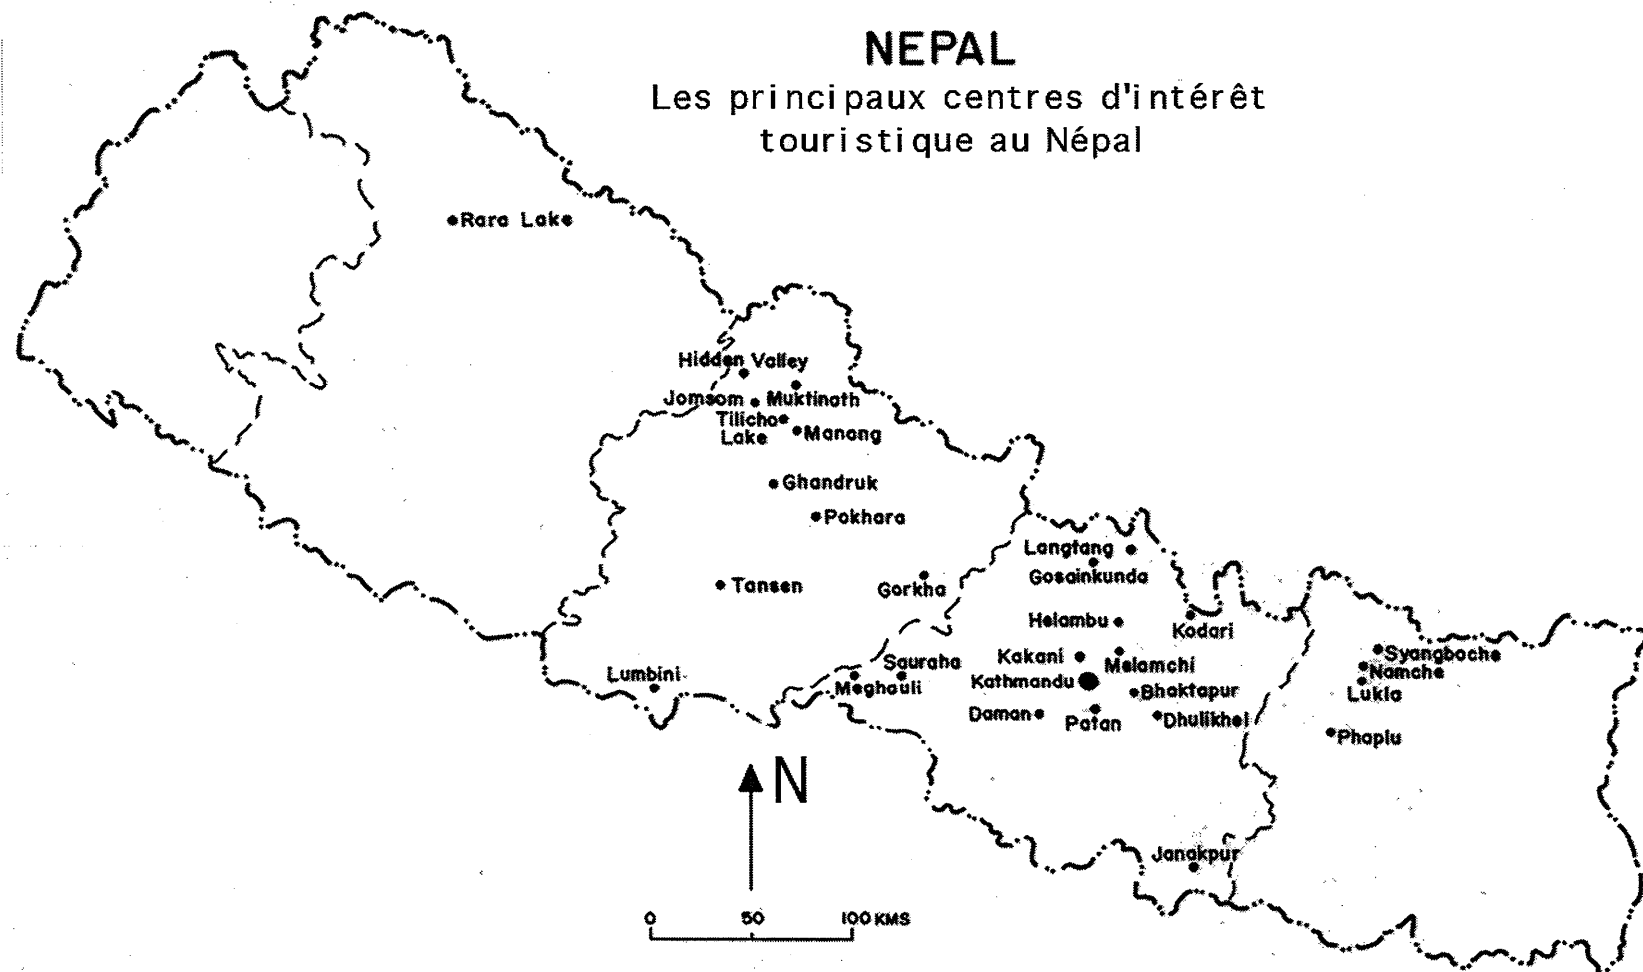 NEPAL
Les principaux centres d'intérêt
touristique au Népal
Rara Lake
Hidden Valley
Jomsom
Muktinath
Tilicho
Lake
Manang
Ghandruk
Pokhara
Langtang
Gosainkunda
Tansen
Gorkha
Helambu
Kodari
Kakani
Melamchi
Syangboche
Sauraha
Namche
Lumbini
Meghauli
Kathmandu
Bhaktapur
Lukla
Daman
Patan
Dhulikhel
Phaplu
N
Janakpur
0 50 100 KMS